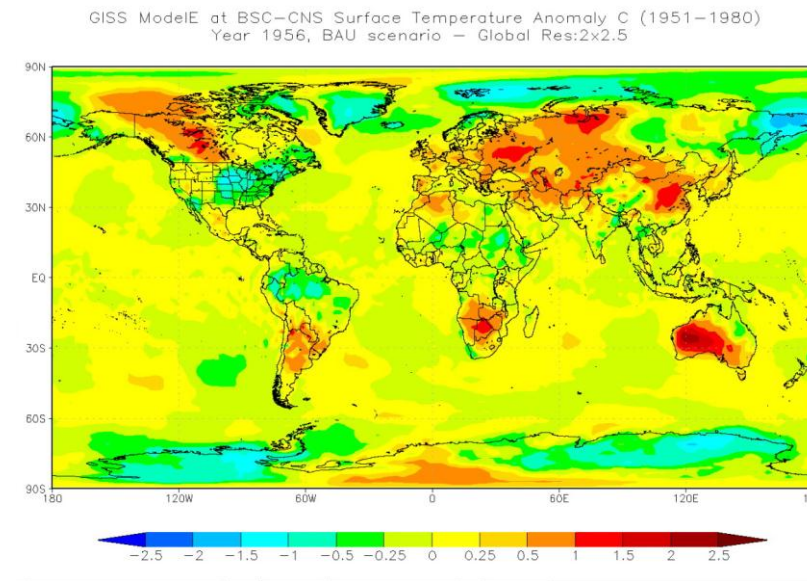 GISS ModelE at BSC-CNS Surface Temperature Anomaly C (1951-1980)
Year 1956, BAU scenario - Global Res:2x2.5
90N
60N
30N
EQ
30S
60S
90S
180 120W 60W 0 60E 120E
-2.5 -2 -1.5 -1 -0.5 -0.25 0 0.25 0.5 1 1.5 2 2.5